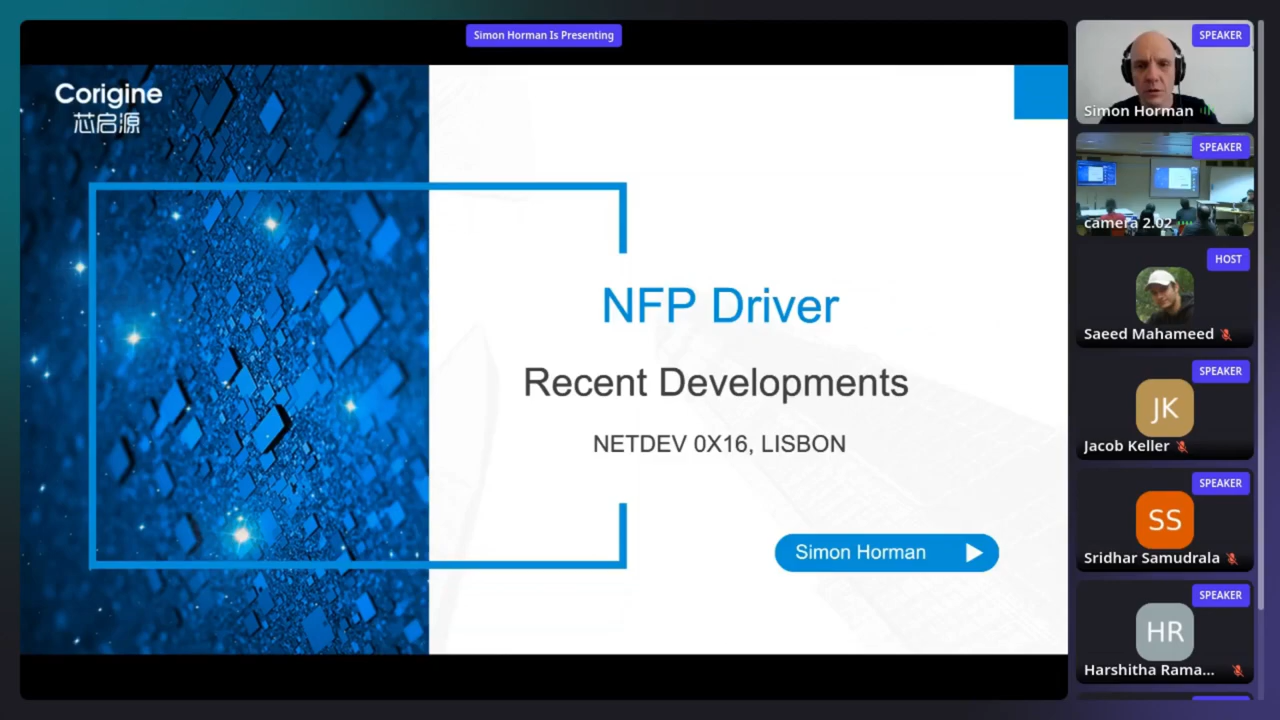 Simon Horman Is Presenting
Corigine
芯启源
NFP Driver
Recent Developments
NETDEV 0X16, LISBON
Simon Horman
SPEAKER
Simon Horman
SPEAKER
camera 2.02
HOST
Saeed Mahameed
SPEAKER
JK
Jacob Keller
SPEAKER
SS
Sridhar Samudrala
SPEAKER
HR
Harshitha Rama...